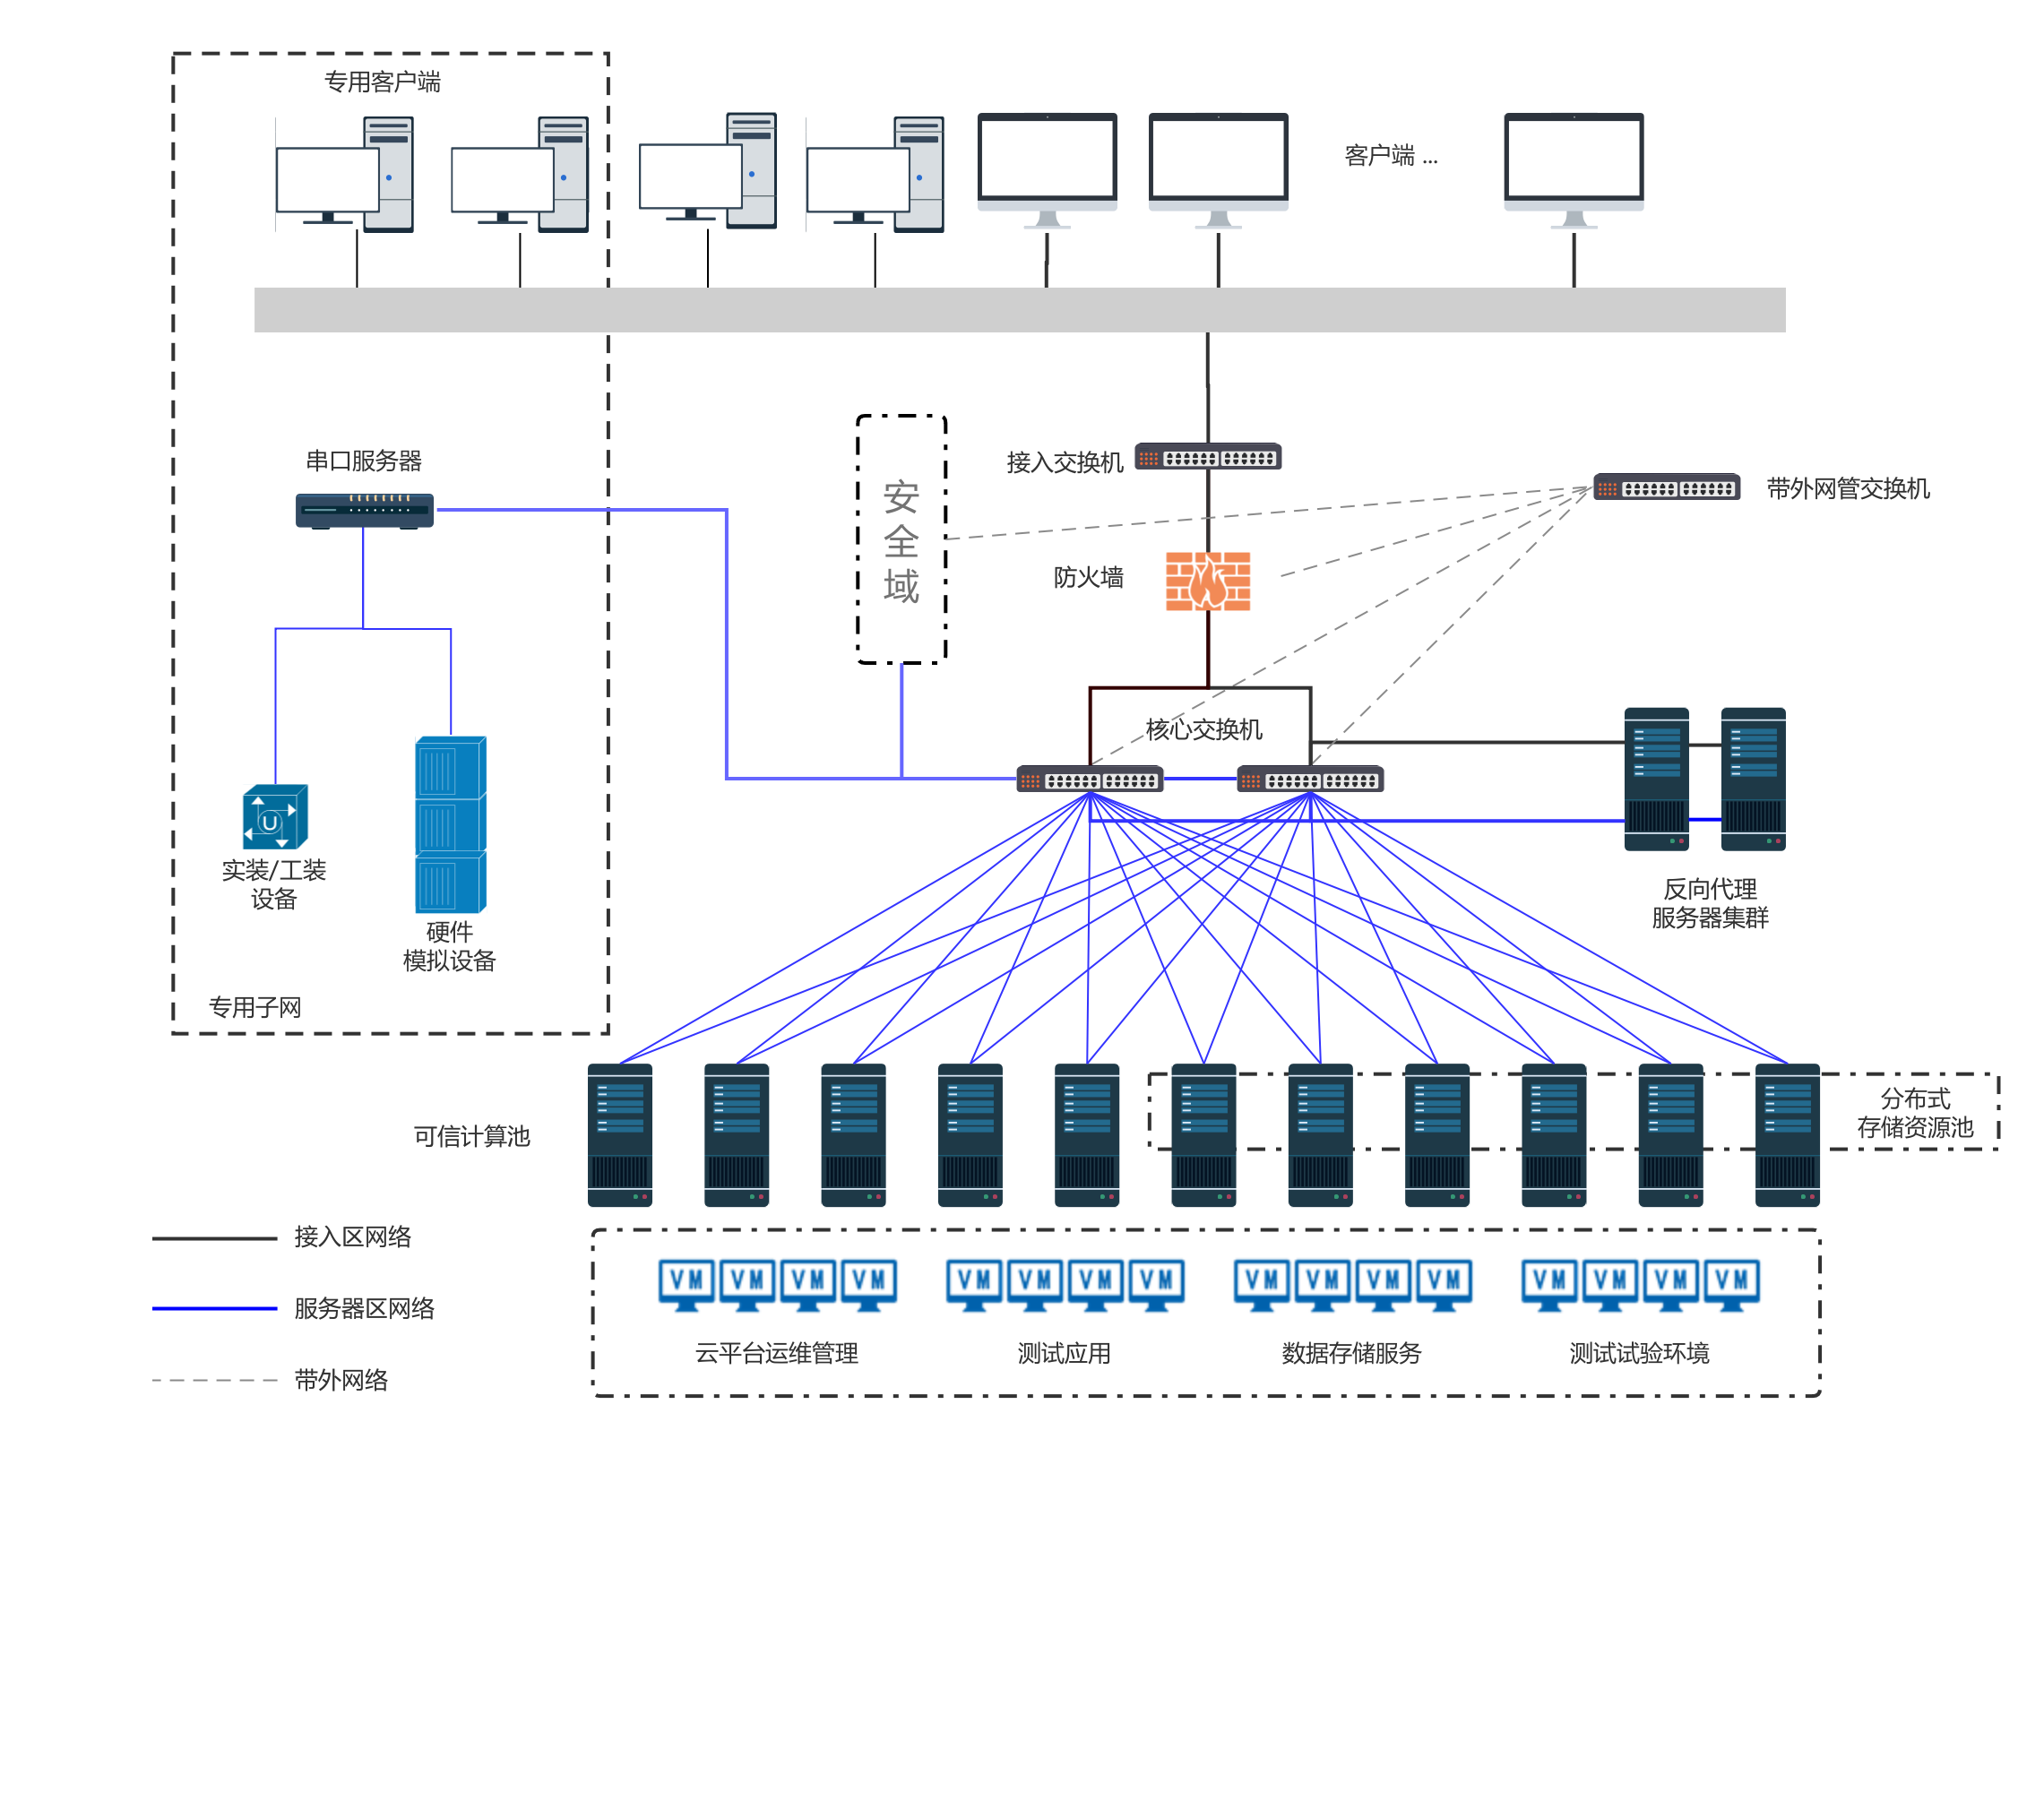 专用客户端
客户端 ...
串口服务器
安
全
域
接入交换机
带外网管交换机
防火墙
核心交换机
U
实装/工装
设备
硬件
模拟设备
反向代理
服务器集群
专用子网
可信计算池
分布式
存储资源池
接入区网络
服务器区网络
带外网络
VM VM VM VM
VM VM VM VM
VM VM VM VM
VM VM VM VM
云平台运维管理
测试应用
数据存储服务
测试试验环境